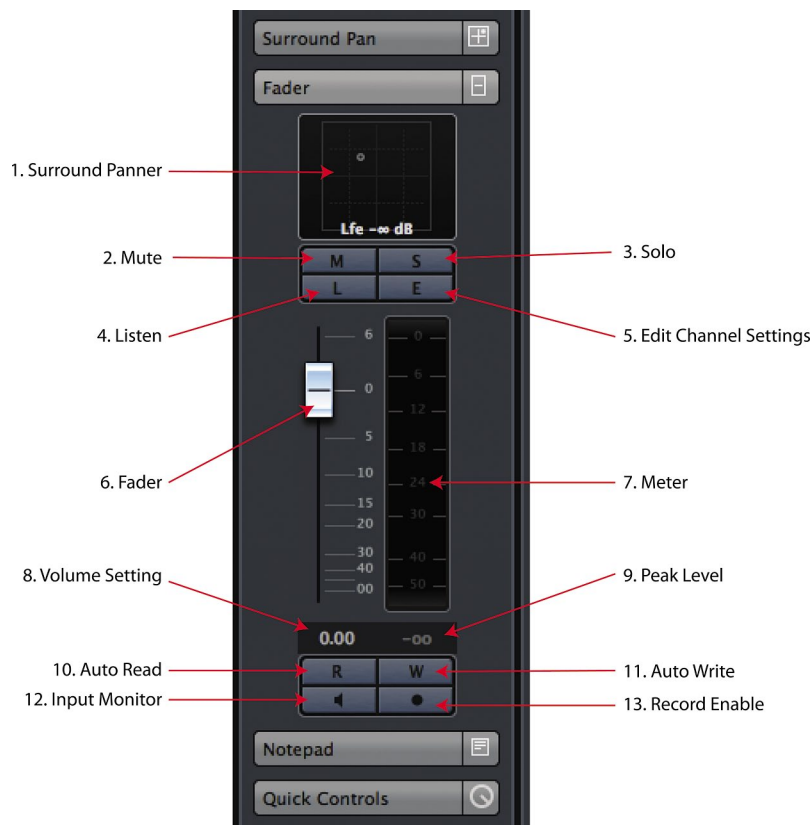 Surround Pan
Fader
1. Surround Panner
Lfe -∞ dB
2. Mute
M
S
3. Solo
4. Listen
L
E
5. Edit Channel Settings
6
0
5
10
15
20
30
40
00
0
6
12
18
24
30
40
50
6. Fader
7. Meter
8. Volume Setting
9. Peak Level
0.00
-∞
10. Auto Read
R
W
11. Auto Write
12. Input Monitor
13. Record Enable
Notepad
Quick Controls